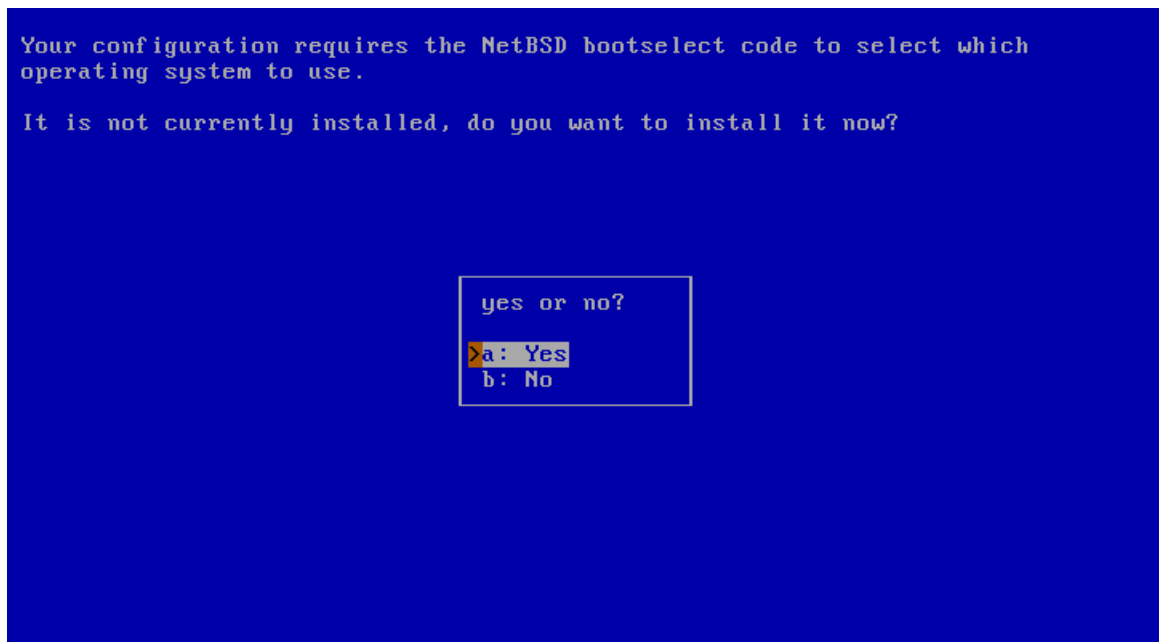 Your configuration requires the NetBSD bootselect code to select which
operating system to use.
It is not currently installed, do you want to install it now?
yes or no?
>a: Yes
b: No